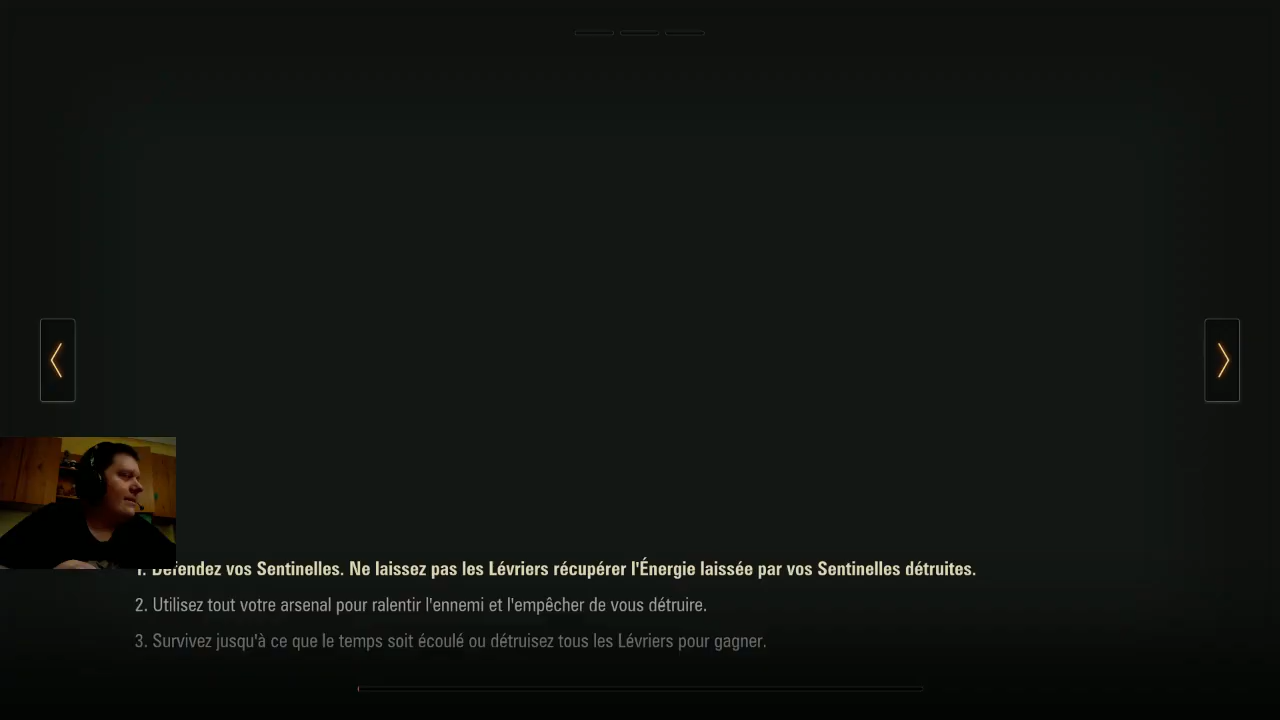 1. Défendez vos Sentinelles. Ne laissez pas les Lévriers récupérer l'Énergie laissée par vos Sentinelles détruites.
2. Utilisez tout votre arsenal pour ralentir l'ennemi et l'empêcher de vous détruire.
3. Survivez jusqu'à ce que le temps soit écoulé ou détruisez tous les Lévriers pour gagner.